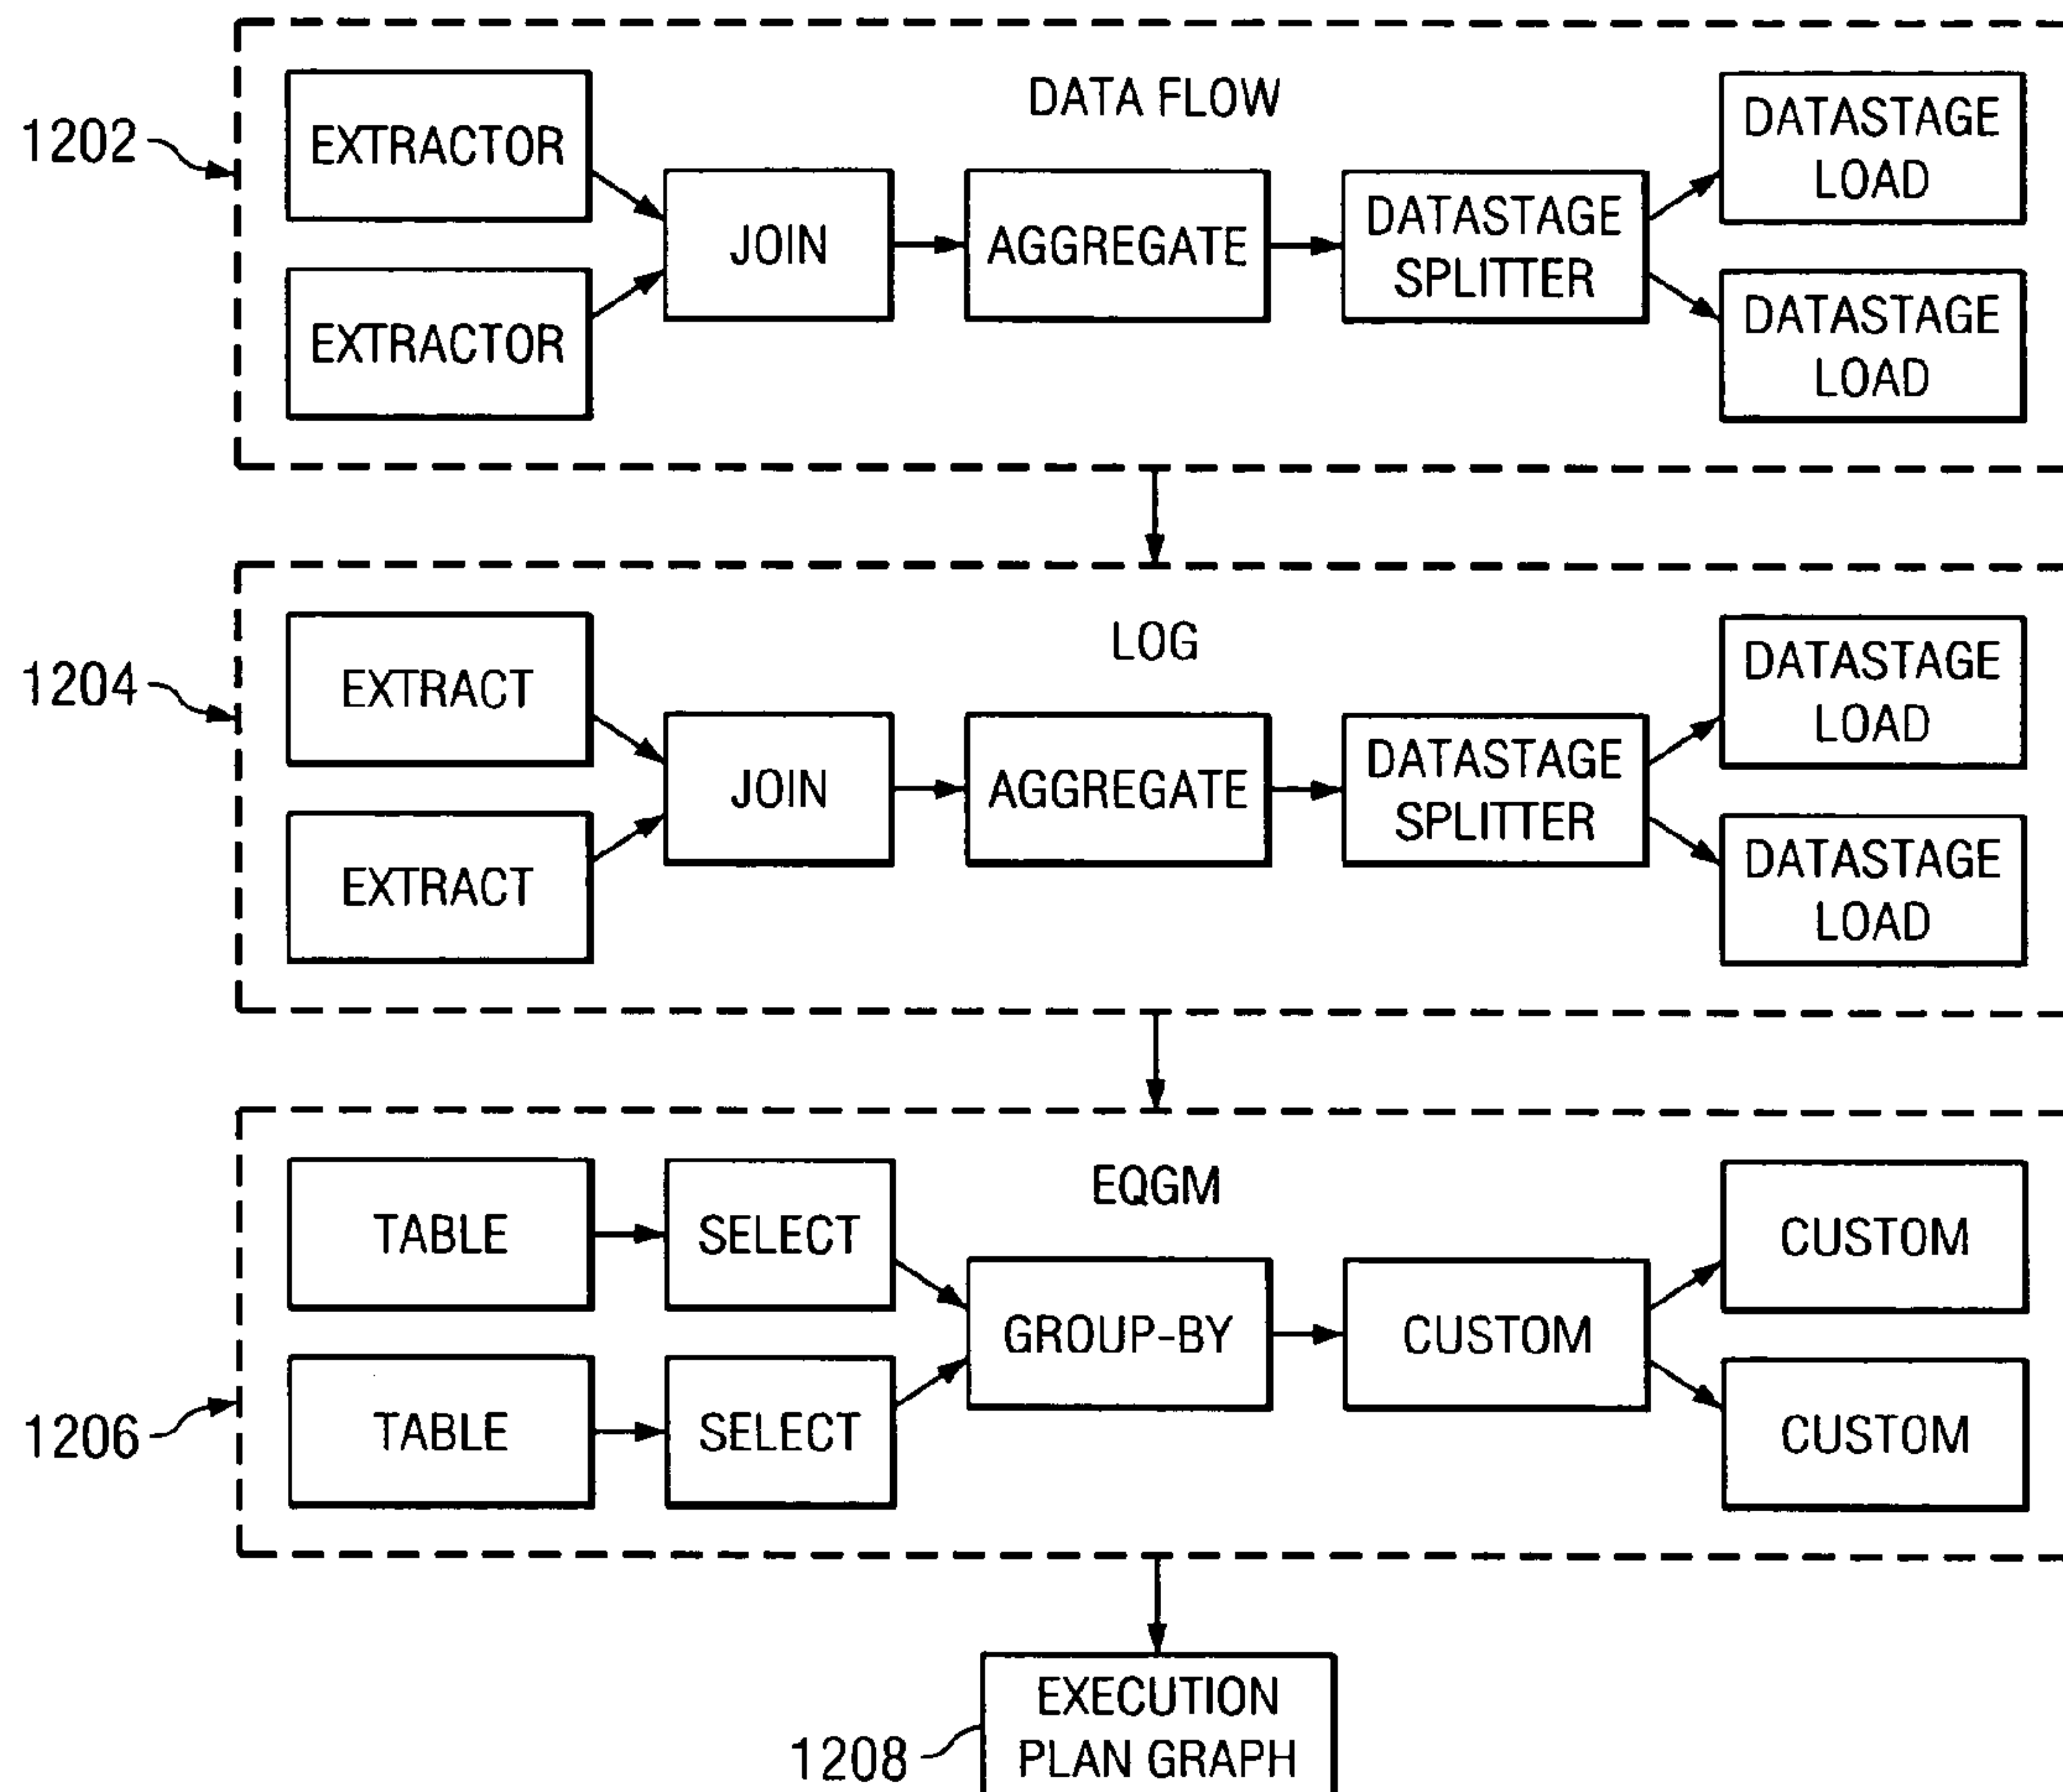 DATA FLOW
1202
EXTRACTOR
EXTRACTOR
JOIN
AGGREGATE
DATASTAGE
SPLITTER
DATASTAGE
LOAD
DATASTAGE
LOAD
LOG
1204
EXTRACT
EXTRACT
JOIN
AGGREGATE
DATASTAGE
SPLITTER
DATASTAGE
LOAD
DATASTAGE
LOAD
EQGM
1206
TABLE
SELECT
TABLE
SELECT
GROUP-BY
CUSTOM
CUSTOM
CUSTOM
EXECUTION
PLAN GRAPH
1208